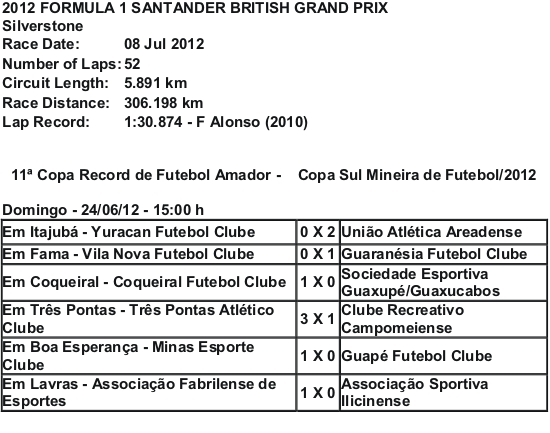 2012 FORMULA 1 SANTANDER BRITISH GRAND PRIX
Silverstone
Race Date: 08 Jul 2012
Number of Laps: 52
Circuit Length: 5.891 km
Race Distance: 306.198 km
Lap Record: 1:30.874 - F Alonso (2010)
11ª Copa Record de Futebol Amador - Copa Sul Mineira de Futebol/2012
Domingo - 24/06/12 - 15:00 h
Em Itajubá - Yuracan Futebol Clube 0 X 2 União Atlética Areadense
Em Fama - Vila Nova Futebol Clube 0 X 1 Guaranésia Futebol Clube
Em Coqueiral - Coqueiral Futebol Clube 1 X 0 Sociedade Esportiva
Guaxupé/Guaxucabos
Em Três Pontas - Três Pontas Atlético
Clube 3 X 1 Clube Recreativo
Campomeiense
Em Boa Esperança - Minas Esporte
Clube 1 X 0 Guapé Futebol Clube
Em Lavras - Associação Fabrilense de
Esportes 1 X 0 Associação Sportiva
Ilicinense